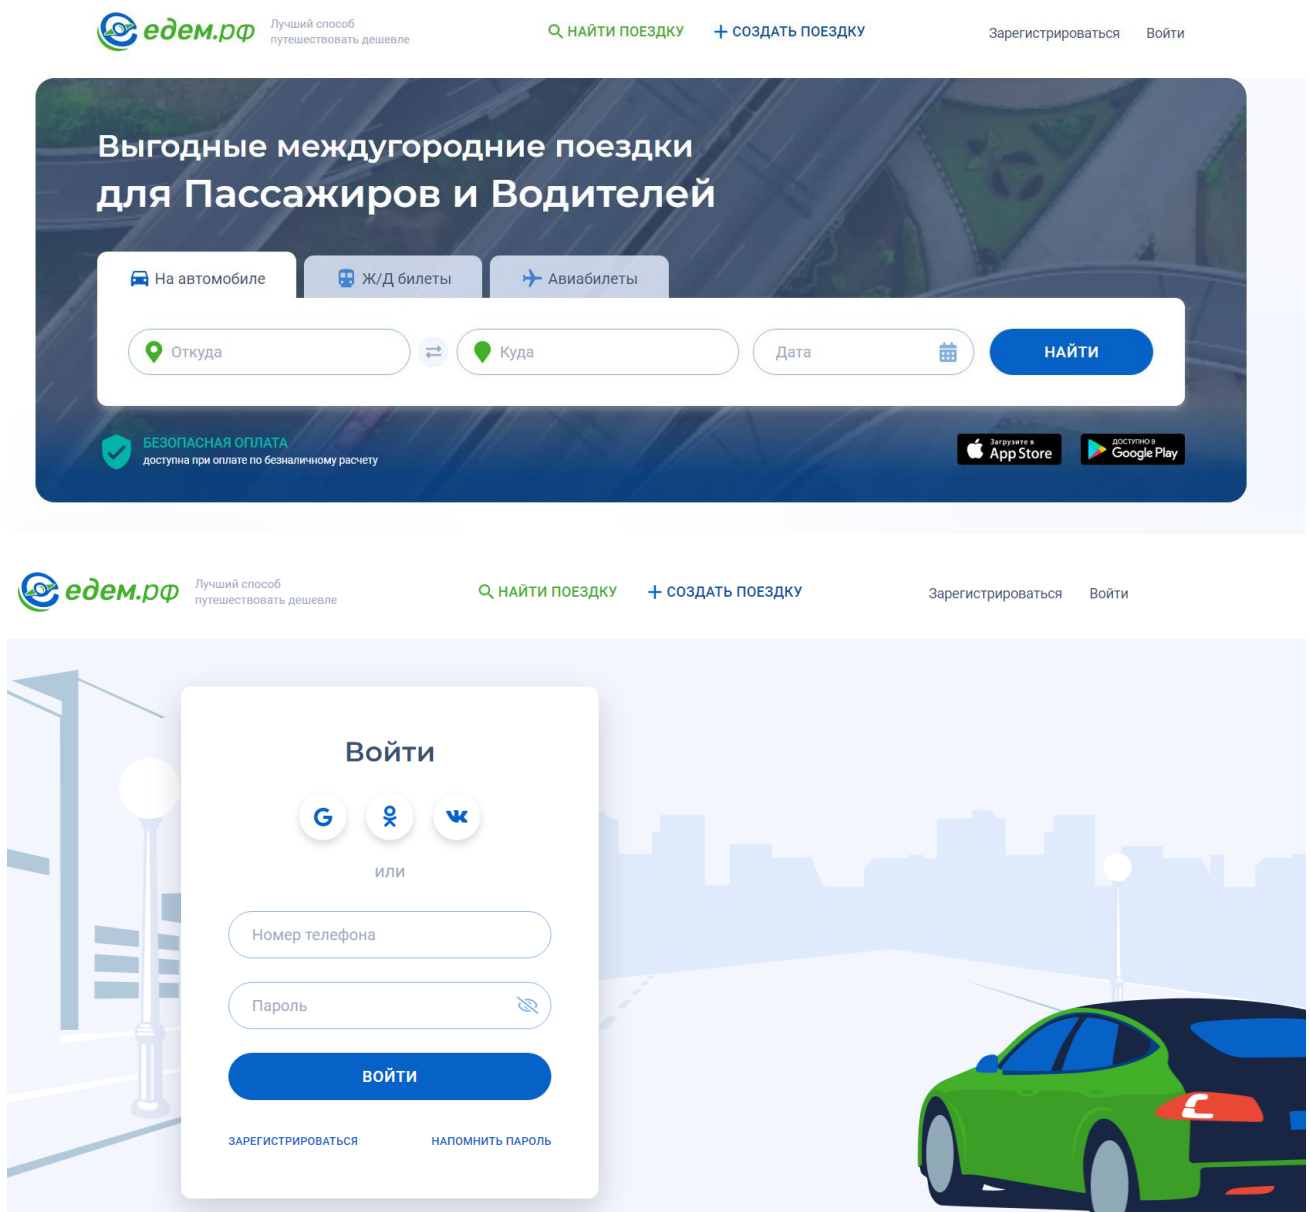 едем.рф
Лучший способ
путешествовать дешевле
НАЙТИ ПОЕЗДКУ
СОЗДАТЬ ПОЕЗДКУ
Зарегистрироваться
Войти
Выгодные междугородние поездки
для Пассажиров и Водителей
На автомобиле
Ж/Д билеты
Авиабилеты
Откуда
Куда
Дата
НАЙТИ
БЕЗОПАСНАЯ ОПЛАТА
доступна при оплате по безналичному расчету
Загрузите в
App Store
ДОСТУПНО В
Google Play
едем.рф
Лучший способ
путешествовать дешевле
НАЙТИ ПОЕЗДКУ
СОЗДАТЬ ПОЕЗДКУ
Зарегистрироваться
Войти
Войти
или
Номер телефона
Пароль
ВОЙТИ
ЗАРЕГИСТРИРОВАТЬСЯ
НАПОМНИТЬ ПАРОЛЬ